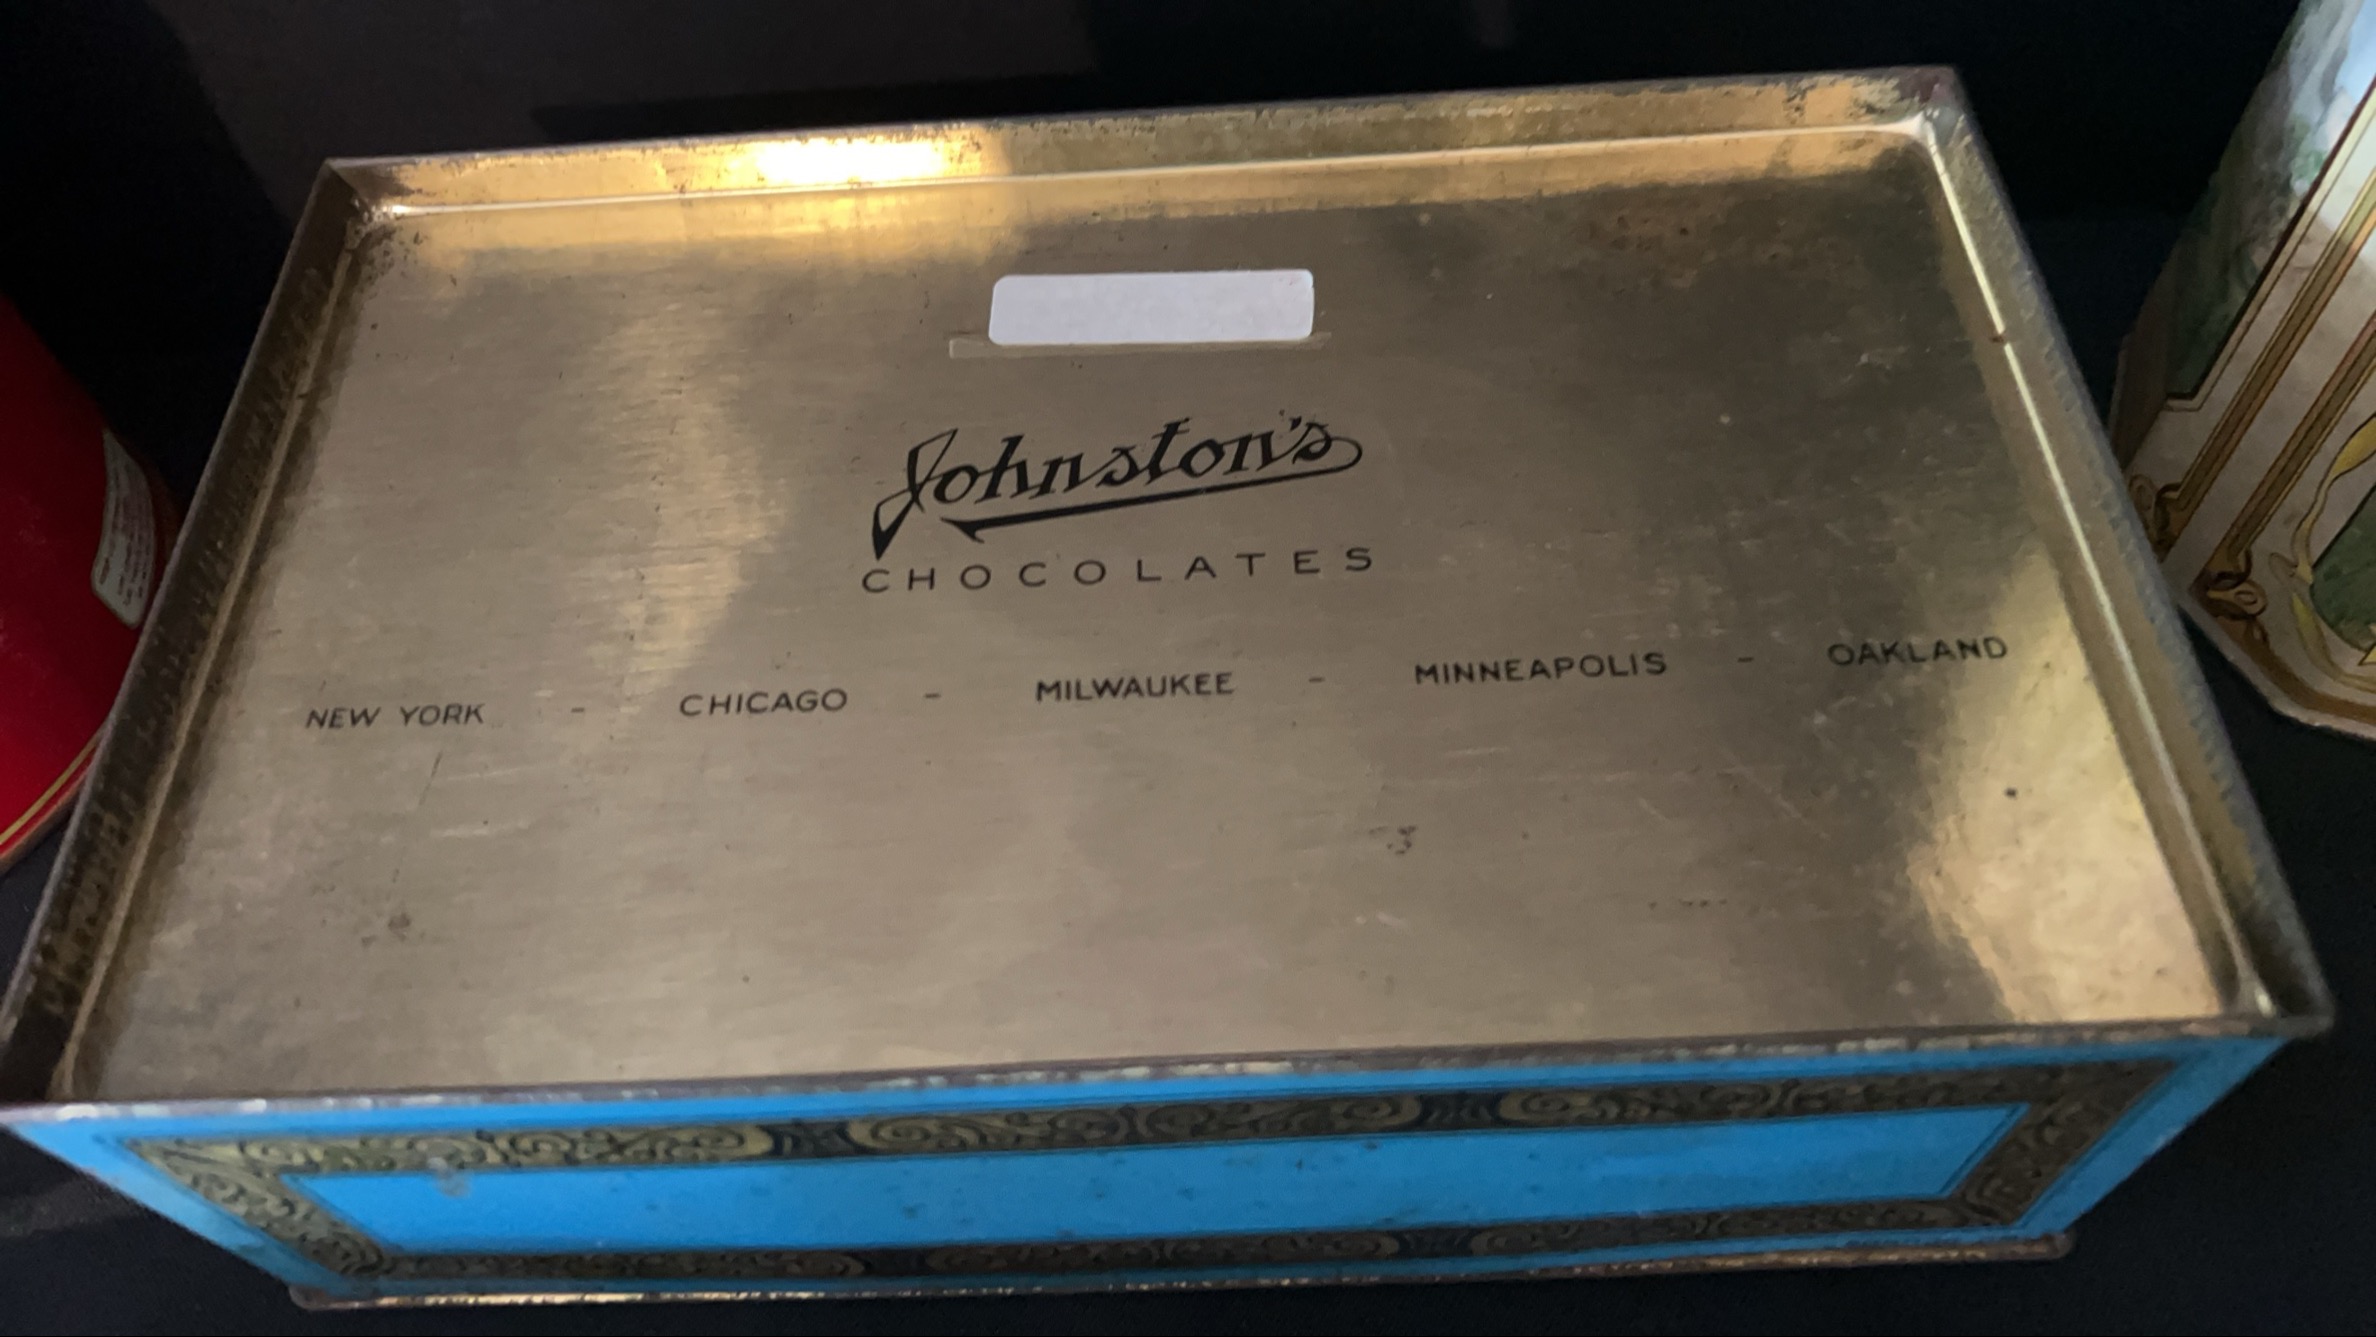 Johnston's
CHOCOLATES
NEW YORK - CHICAGO - MILWAUKEE - MINNEAPOLIS - OAKLAND